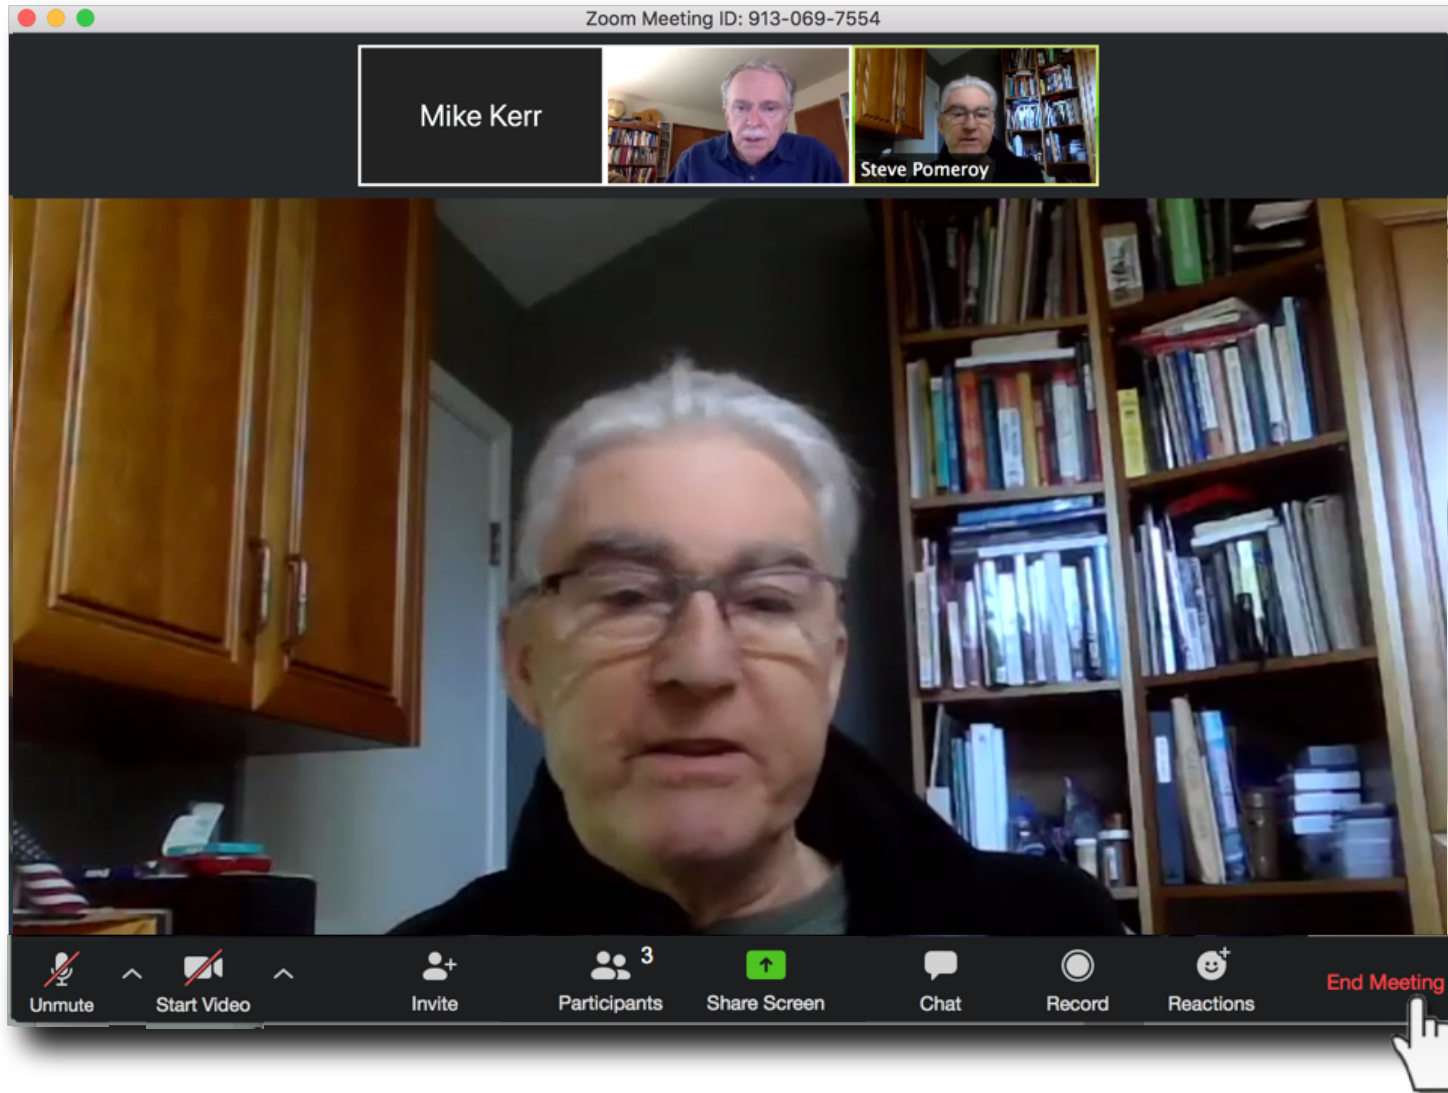 Zoom Meeting ID: 913-069-7554
Mike Kerr
Steve Pomeroy
3
Unmute
Start Video
Invite
Participants
Share Screen
Chat
Record
Reactions
End Meeting